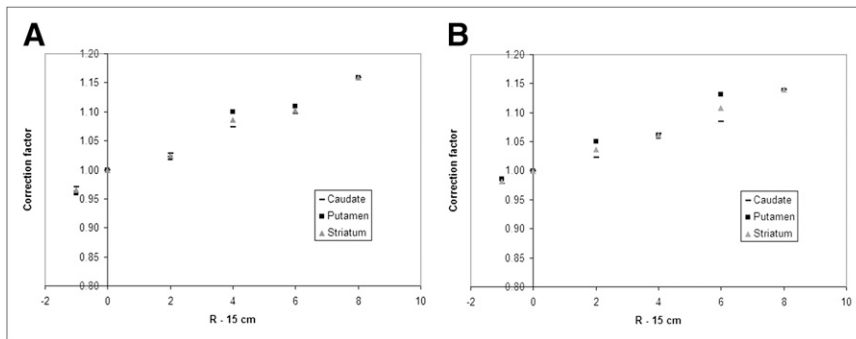 A
1.20
1.15
1.10
1.05
1.00
0.95
0.90
0.85
0.80
Correction factor
Caudate
Putamen
Striatum
-2
0
2
4
6
8
10
R - 15 cm
B
1.20
1.15
1.10
1.05
1.00
0.95
0.90
0.85
0.80
Correction factor
Caudate
Putamen
Striatum
-2
0
2
4
6
8
10
R - 15 cm